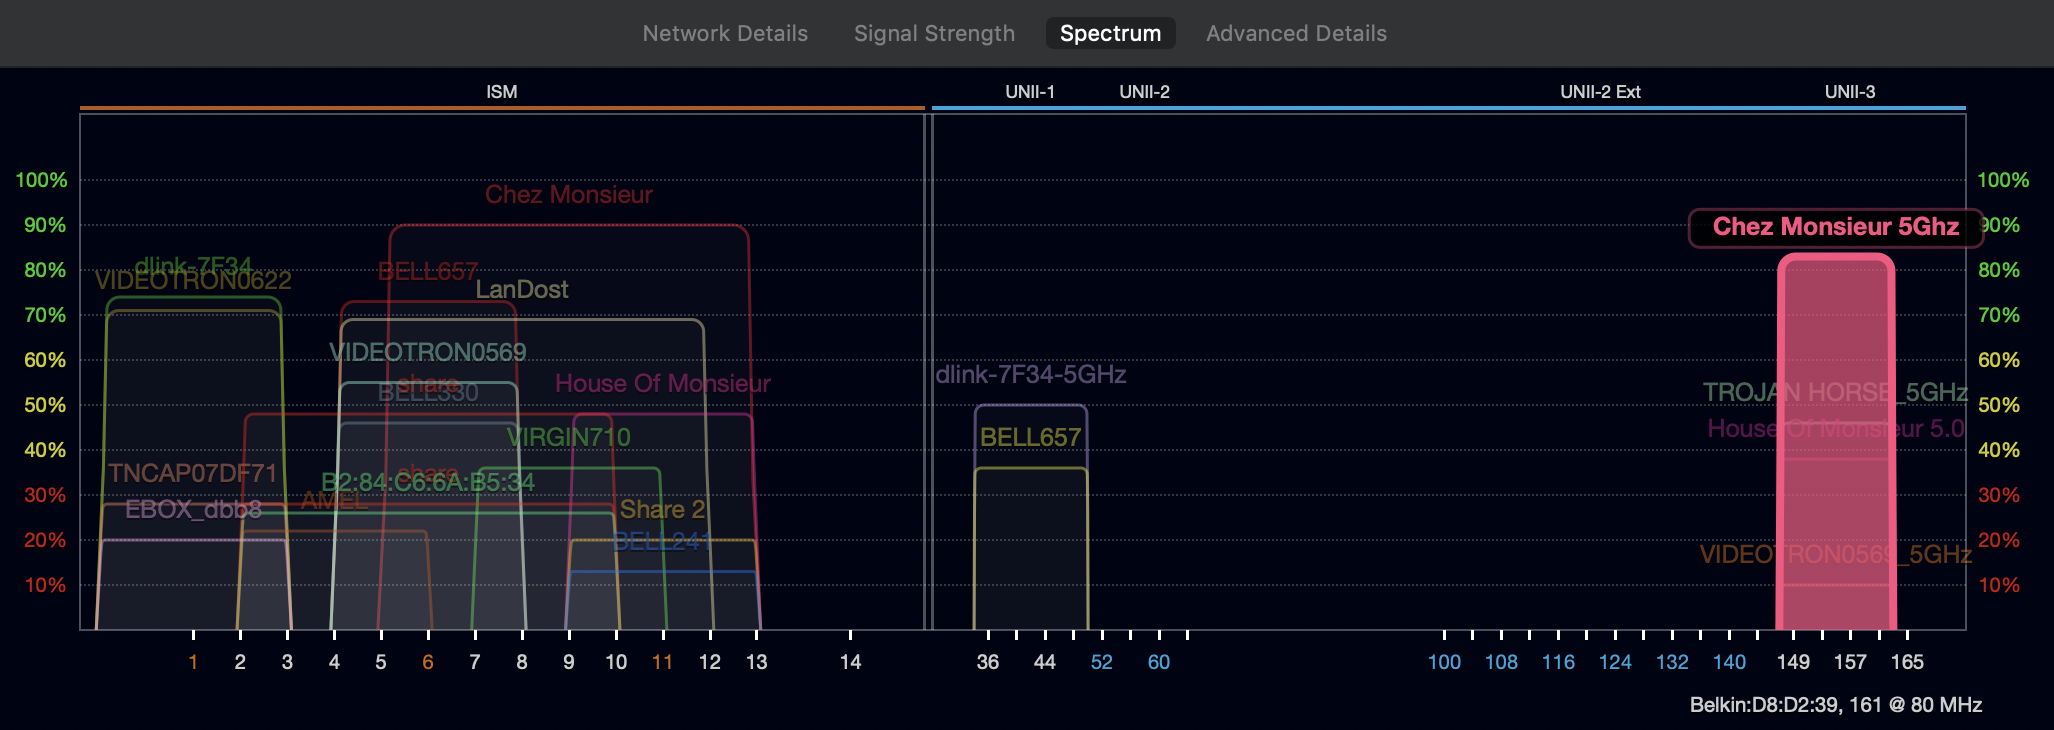 Network Details Signal Strength Spectrum Advanced Details
ISM UNII-1 UNII-2 UNII-2 Ext UNII-3
100% 100%
Chez Monsieur
90% Chez Monsieur 5Ghz 90%
dlink-7F34
80% BELL657 80%
VIDEOTRON0622
LanDost
70% 70%
VIDEOTRON0569
60% 60%
dlink-7F34-5GHz
share House Of Monsieur
BELL330 TROJAN HORSE_5GHz
50% 50%
House Of Monsieur 5.0
VIRGIN710 BELL657
40% 40%
TNCAP07DF71 share
B2:84:C6:6A:B5:34
30% 30%
AMEL
EBOX_dbb8 Share 2
20% BELL241 20%
VIDEOTRON0569_5GHz
10% 10%
1 2 3 4 5 6 7 8 9 10 11 12 13 14 36 44 52 60 100 108 116 124 132 140 149 157 165
Belkin:D8:D2:39, 161 @ 80 MHz